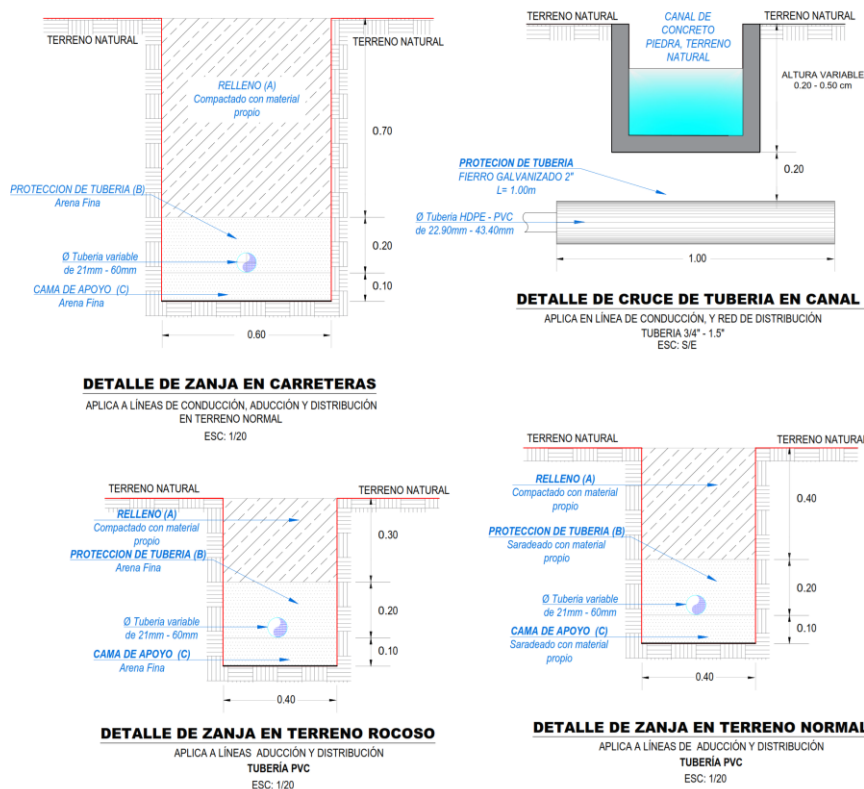 TERRENO NATURAL
TERRENO NATURAL
RELLENO (A)
Compactado con material
propio
0.70
PROTECCION DE TUBERIA (B)
Arena Fina
0.20
Ø Tuberia variable
de 21mm - 60mm
CAMA DE APOYO (C)
Arena Fina
0.10
0.60
DETALLE DE ZANJA EN CARRETERAS
APLICA A LÍNEAS DE CONDUCCIÓN, ADUCCIÓN Y DISTRIBUCIÓN
EN TERRENO NORMAL
ESC: 1/20
TERRENO NATURAL
CANAL DE
CONCRETO
PIEDRA, TERRENO
NATURAL
TERRENO NATURAL
ALTURA VARIABLE
0.20 - 0.50 cm
PROTECION DE TUBERIA
FIERRO GALVANIZADO 2"
L= 1.00m
0.20
Ø Tuberia HDPE - PVC
de 22.90mm - 43.40mm
1.00
DETALLE DE CRUCE DE TUBERIA EN CANAL
APLICA EN LÍNEA DE CONDUCCIÓN, Y RED DE DISTRIBUCIÓN
TUBERIA 3/4" - 1.5"
ESC: S/E
TERRENO NATURAL
TERRENO NATURAL
RELLENO (A)
Compactado con material
propio
0.30
PROTECCION DE TUBERIA (B)
Arena Fina
0.20
Ø Tuberia variable
de 21mm - 60mm
CAMA DE APOYO (C)
Arena Fina
0.10
0.40
DETALLE DE ZANJA EN TERRENO ROCOSO
APLICA A LÍNEAS ADUCCIÓN Y DISTRIBUCIÓN
TUBERÍA PVC
ESC: 1/20
TERRENO NATURAL
TERRENO NATURAL
RELLENO (A)
Compactado con material
propio
0.40
PROTECCION DE TUBERIA (B)
Saradeado con material
propio
0.20
Ø Tuberia variable
de 21mm - 60mm
CAMA DE APOYO (C)
Saradeado con material
propio
0.10
0.40
DETALLE DE ZANJA EN TERRENO NORMAL
APLICA A LÍNEAS DE ADUCCIÓN Y DISTRIBUCIÓN
TUBERÍA PVC
ESC: 1/20